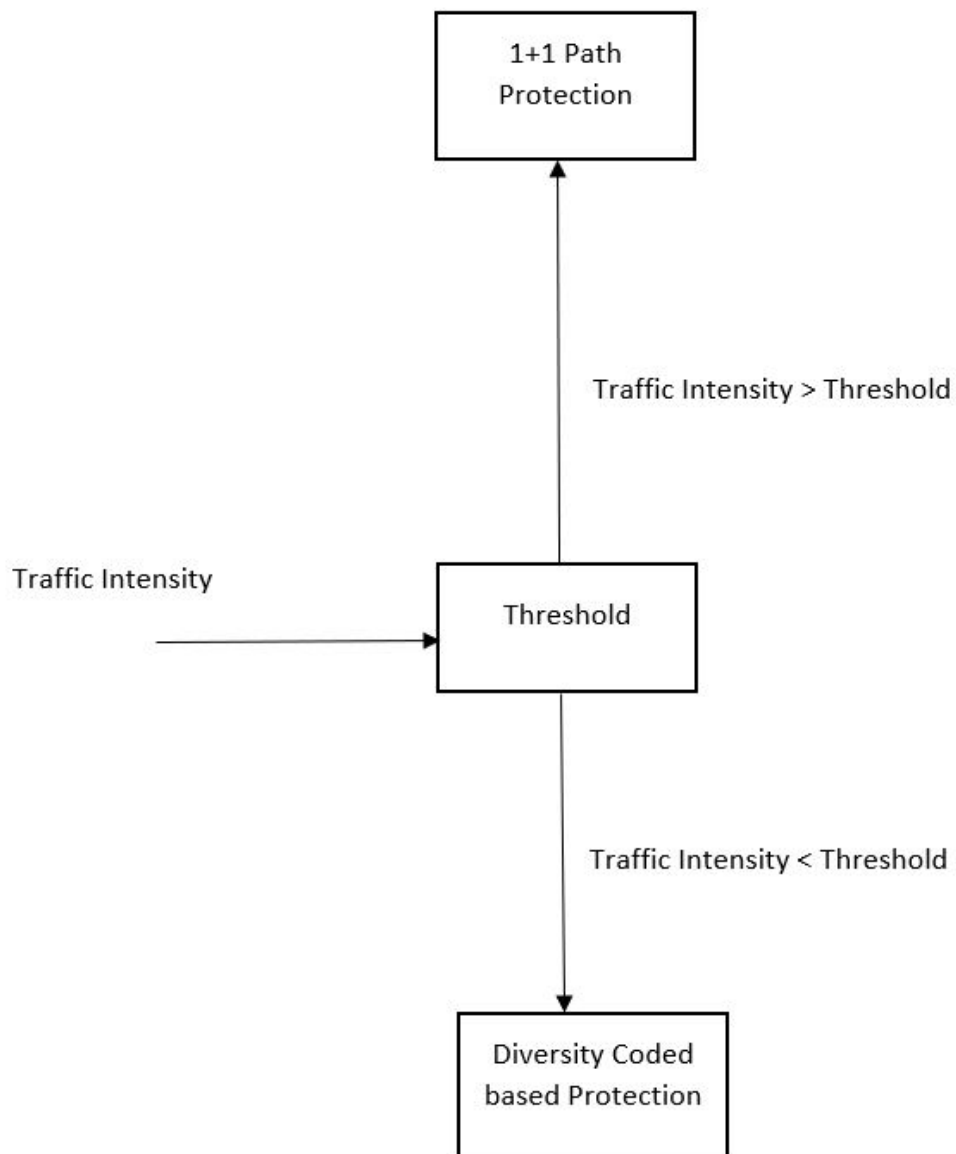 1+1 Path
Protection
Traffic Intensity > Threshold
Traffic Intensity
Threshold
Traffic Intensity < Threshold
Diversity Coded
based Protection